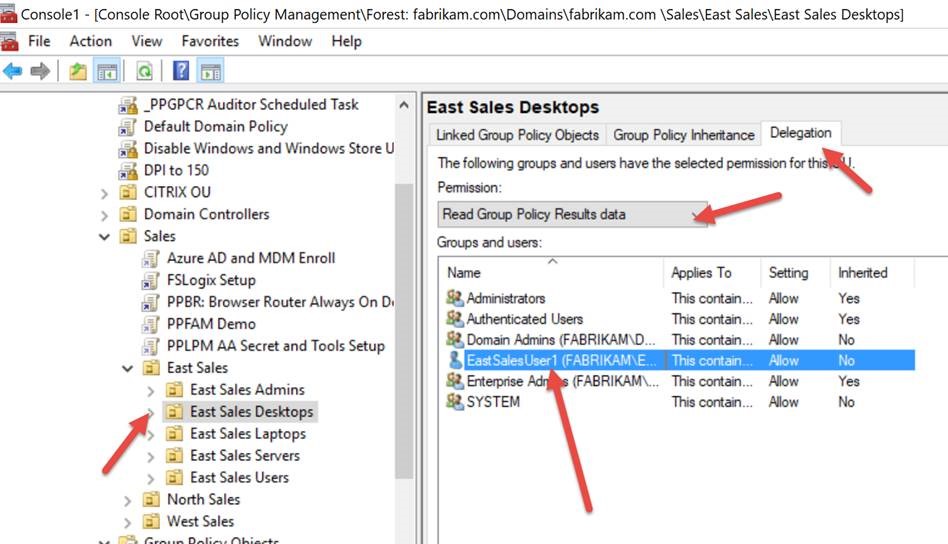 Console1 - [Console Root\Group Policy Management\Forest: fabrikam.com\Domains\fabrikam.com \Sales\East Sales\East Sales Desktops]
File Action View Favorites Window Help
_PPGPCR Auditor Scheduled Task
Default Domain Policy
Disable Windows and Windows Store U
DPI to 150
CITRIX OU
Domain Controllers
Sales
Azure AD and MDM Enroll
FSLogix Setup
PPBR: Browser Router Always On De
PPFAM Demo
PPLPM AA Secret and Tools Setup
East Sales
East Sales Admins
East Sales Desktops
East Sales Laptops
East Sales Servers
East Sales Users
North Sales
West Sales
Group Policy Objects
East Sales Desktops
Linked Group Policy Objects Group Policy Inheritance Delegation
The following groups and users have the selected permission for this OU.
Permission:
Read Group Policy Results data
Groups and users:
Name Applies To Setting Inherited
Administrators This contain... Allow Yes
Authenticated Users This contain... Allow Yes
Domain Admins (FABRIKAM\D... This contain... Allow No
EastSalesUser1 (FABRIKAM\E... This contain... Allow No
Enterprise Admins (FABRIKAM\... This contain... Allow Yes
SYSTEM This contain... Allow No